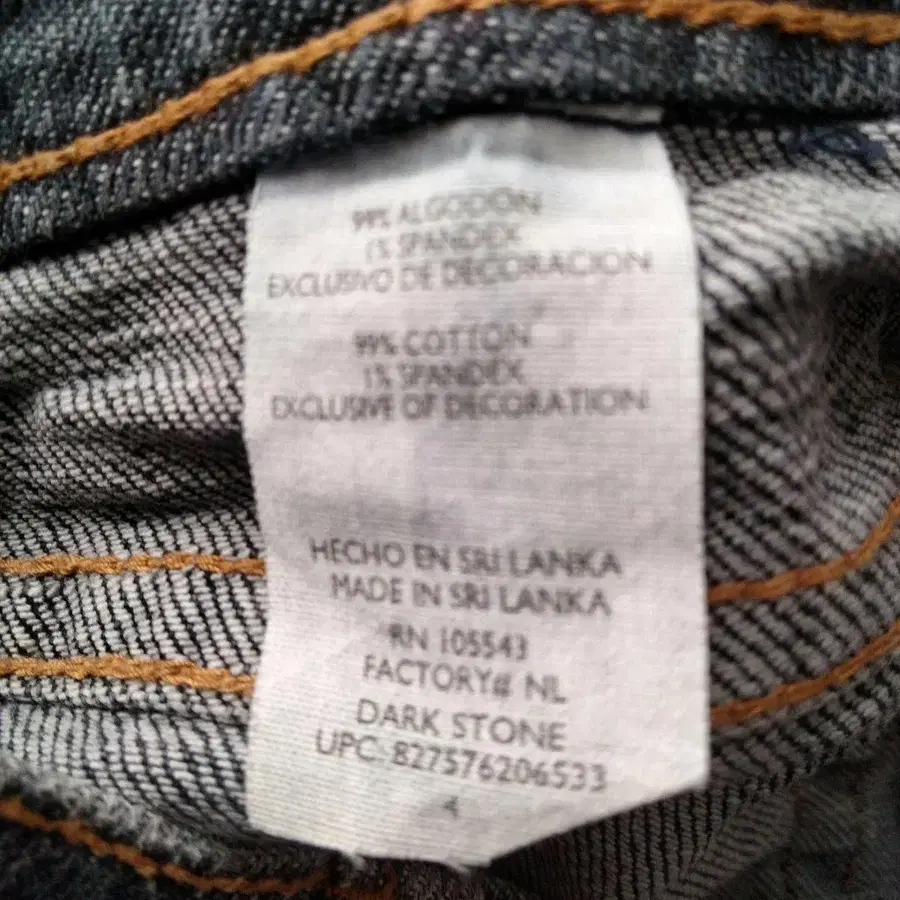 99% ALGODON
1% SPANDEX
EXCLUSIVO DE DECORACION
99% COTTON
1% SPANDEX
EXCLUSIVE OF DECORATION
HECHO EN SRI LANKA
MADE IN SRI LANKA
RN 105543
FACTORY# NL
DARK STONE
UPC: 827576206533
4